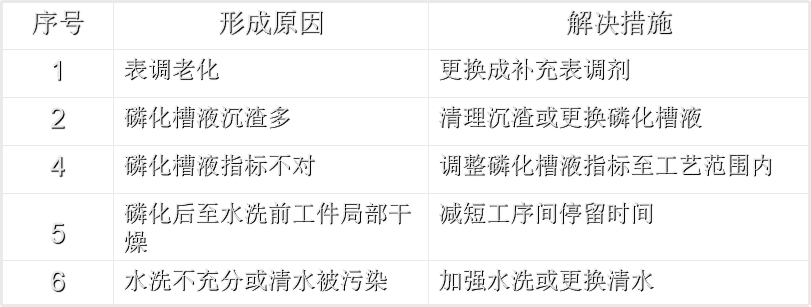 序号 形成原因 解决措施
1 表调老化 更换成补充表调剂
2 磷化槽液沉渣多 清理沉渣或更换磷化槽液
4 磷化槽液指标不对 调整磷化槽液指标至工艺范围内
5 磷化后至水洗前工件局部干 减短工序间停留时间
燥
6 水洗不充分或清水被污染 加强水洗或更换清水